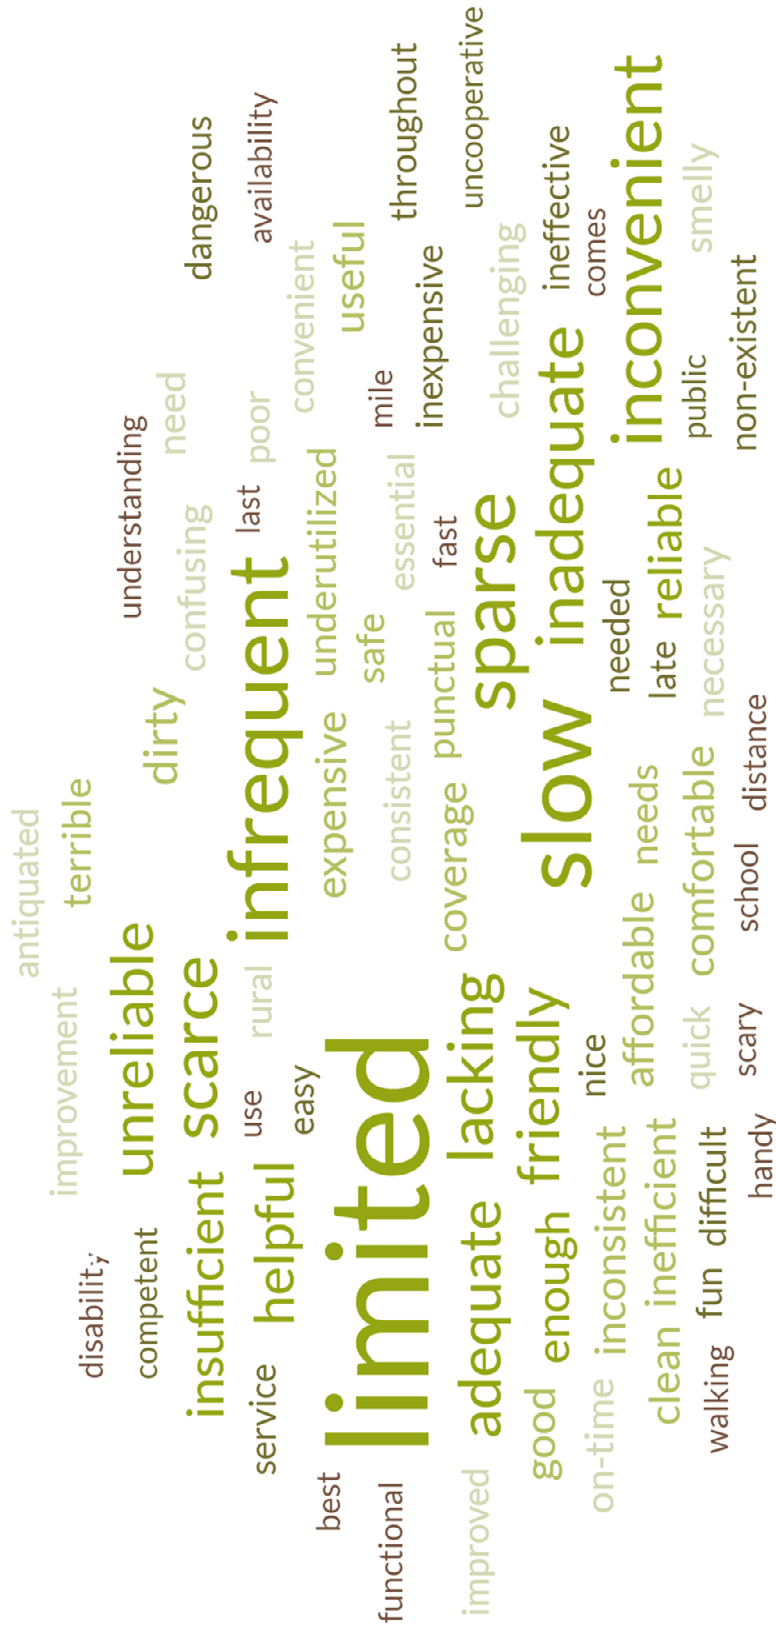 antiquated
improvement terrible
disability unreliable understanding
competent dirty need
insufficient scarce confusing dangerous
service helpful use rural infrequent last poor availability
best easy expensive underutilized convenient
functional limited consistent safe mile useful
improved adequate lacking coverage punctual fast essential inexpensive throughout
good enough friendly slow sparse challenging uncooperative
on-time inconsistent nice needed inadequate comes ineffective
clean inefficient affordable needs late reliable inconvenient
walking fun difficult quick comfortable necessary public smelly
handy scary school distance non-existent